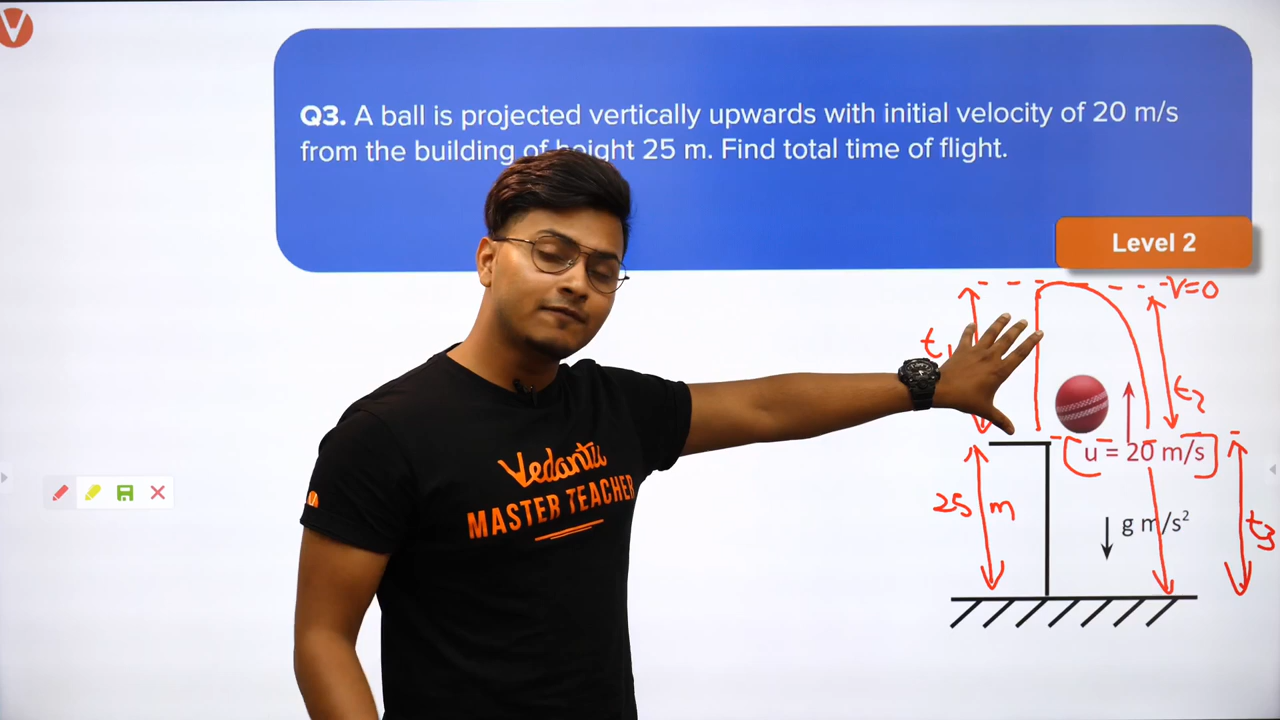 Q3. A ball is projected vertically upwards with initial velocity of 20 m/s
from the building of height 25 m. Find total time of flight.
Level 2
V=0
t₁
t₂
u = 20 m/s
25 m
g m/s²
t₃
Vedantu
MASTER TEACHER